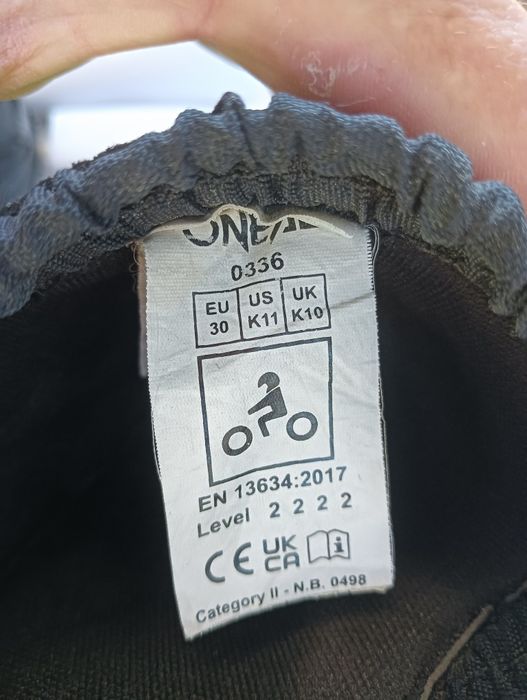 ONEAL
0336
EU US UK
30 K11 K10
EN 13634:2017
Level 2 2 2 2
CE UK CA i
Category II - N.B. 0498